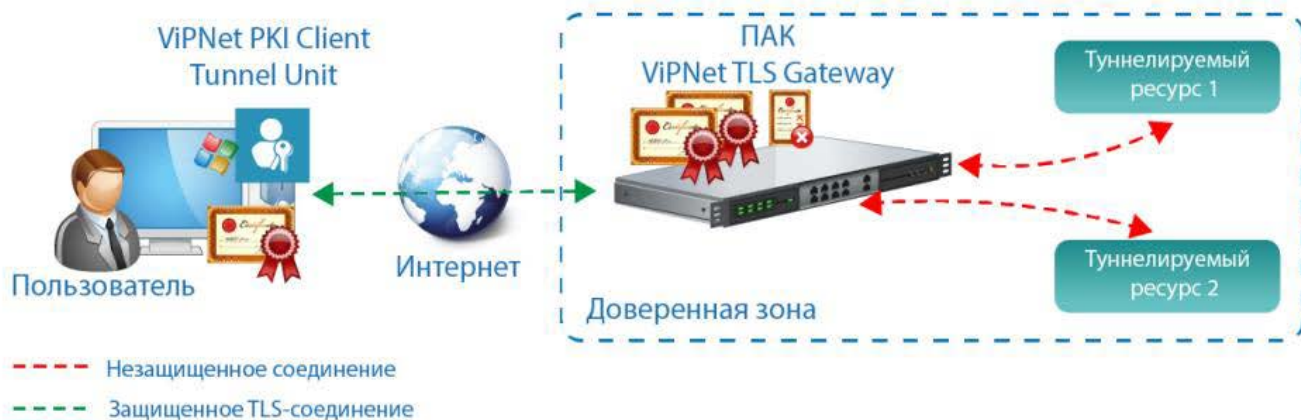 ViPNet PKI Client
Tunnel Unit
Пользователь
Интернет
ПАК
ViPNet TLS Gateway
Туннелируемый
ресурс 1
Туннелируемый
ресурс 2
Доверенная зона
Незащищенное соединение
Защищенное TLS-соединение